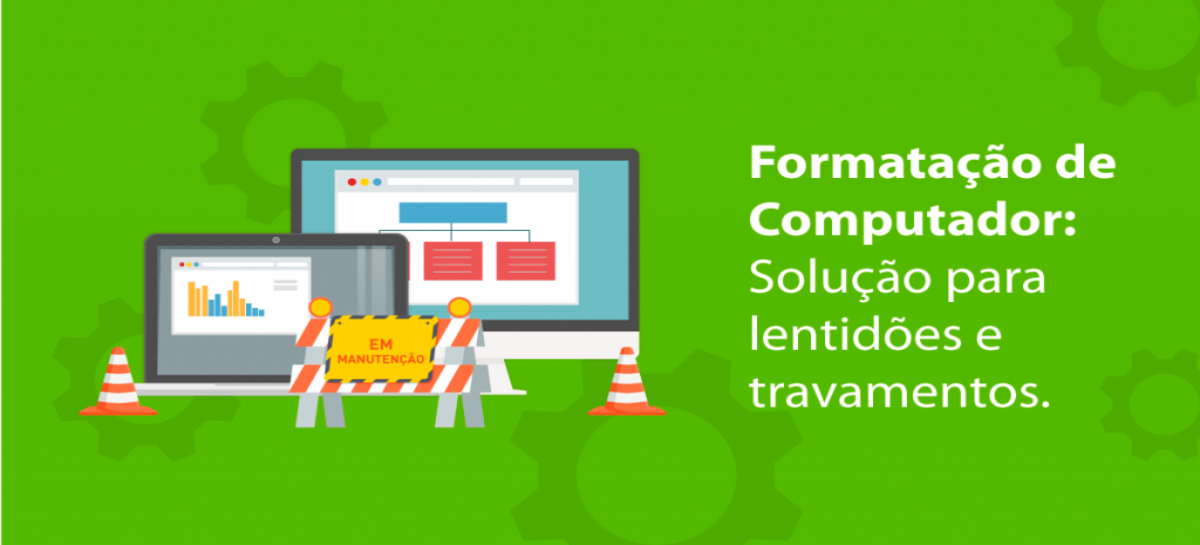 EM
MANUTENÇÃO
Formatação de
Computador:
Solução para
lentidões e
travamentos.